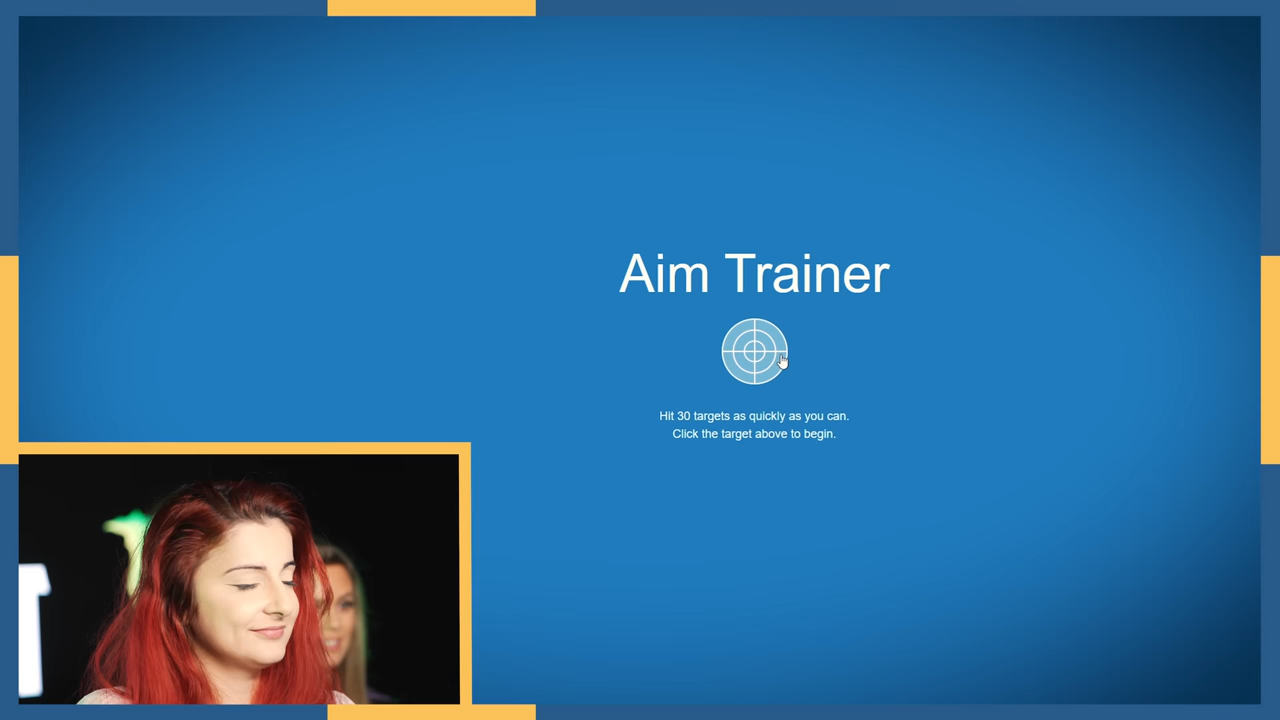 Aim Trainer
Hit 30 targets as quickly as you can.
Click the target above to begin.